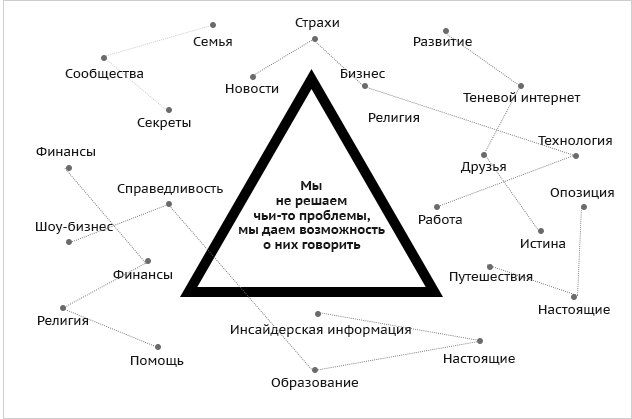 Страхи
Семья
Развитие
Сообщества
Бизнес
Новости
Теневой интернет
Секреты
Религия
Технология
Финансы
Друзья
Справедливость
Опозиция
Мы
не решаем
чьи-то проблемы,
мы даем возможность
о них говорить
Работа
Шоу-бизнес
Истина
Финансы
Путешествия
Настоящие
Религия
Инсайдерская информация
Помощь
Настоящие
Образование